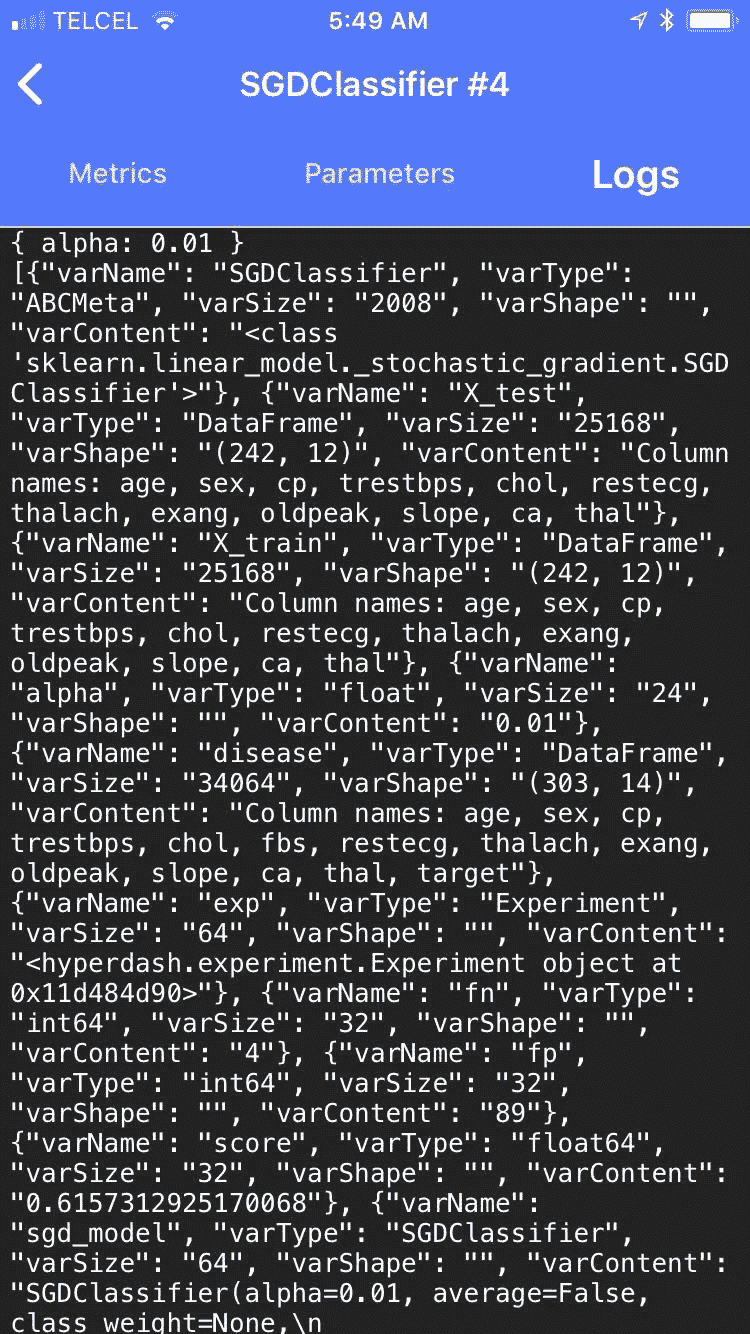 TELCEL 5:49 AM
SGDClassifier #4
Metrics Parameters Logs
{ alpha: 0.01 }
[{"varName": "SGDClassifier", "varType":
"ABCMeta", "varSize": "2008", "varShape": "",
"varContent": "<class
'sklearn.linear_model._stochastic_gradient.SGD
Classifier'>"}, {"varName": "X_test",
"varType": "DataFrame", "varSize": "25168",
"varShape": "(242, 12)", "varContent": "Column
names: age, sex, cp, trestbps, chol, restecg,
thalach, exang, oldpeak, slope, ca, thal"},
{"varName": "X_train", "varType": "DataFrame",
"varSize": "25168", "varShape": "(242, 12)",
"varContent": "Column names: age, sex, cp,
trestbps, chol, restecg, thalach, exang,
oldpeak, slope, ca, thal"}, {"varName":
"alpha", "varType": "float", "varSize": "24",
"varShape": "", "varContent": "0.01"},
{"varName": "disease", "varType": "DataFrame",
"varSize": "34064", "varShape": "(303, 14)",
"varContent": "Column names: age, sex, cp,
trestbps, chol, fbs, restecg, thalach, exang,
oldpeak, slope, ca, thal, target"},
{"varName": "exp", "varType": "Experiment",
"varSize": "64", "varShape": "", "varContent":
"<hyperdash.experiment.Experiment object at
0x11d484d90>"}, {"varName": "fn", "varType":
"int64", "varSize": "32", "varShape": "",
"varContent": "4"}, {"varName": "fp",
"varType": "int64", "varSize": "32",
"varShape": "", "varContent": "89"},
{"varName": "score", "varType": "float64",
"varSize": "32", "varShape": "", "varContent":
"0.6157312925170068"}, {"varName":
"sgd_model", "varType": "SGDClassifier",
"varSize": "64", "varShape": "", "varContent":
"SGDClassifier(alpha=0.01, average=False,
class_weight=None,\n